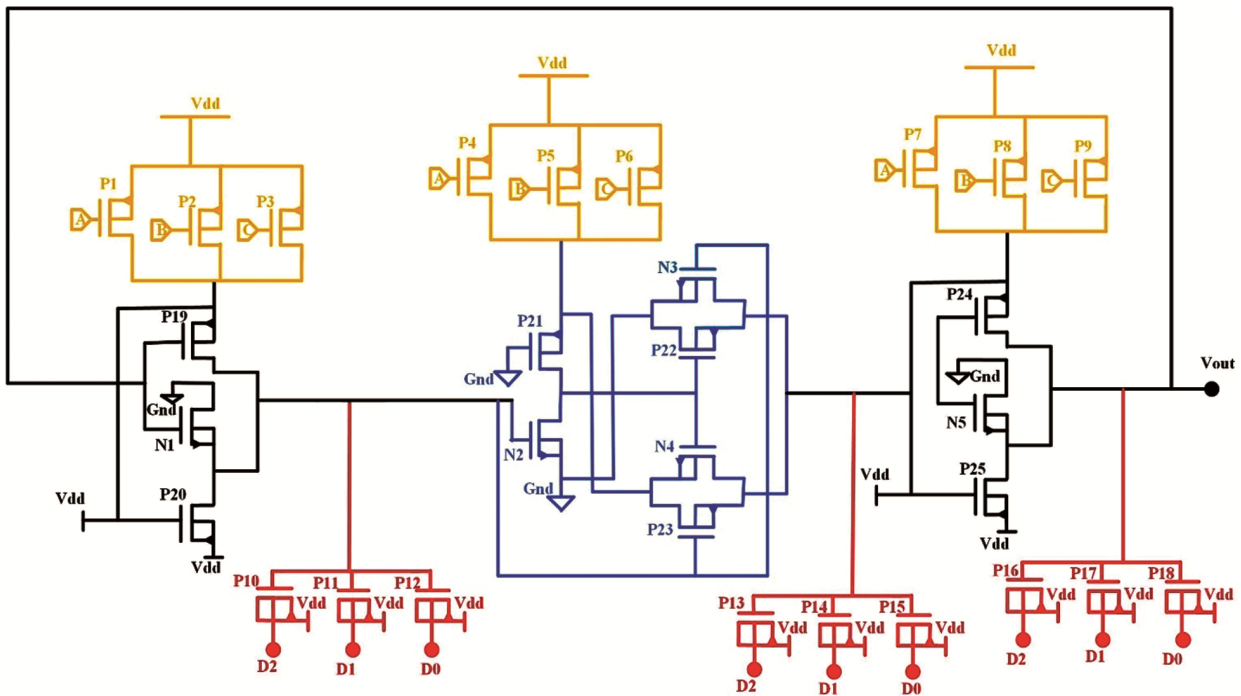 Vdd
Vdd
Vdd
P1
P2
P3
A
B
C
P4
P5
P6
A
B
C
P7
P8
P9
A
B
C
P19
Gnd
N1
P20
Vdd
Vdd
P21
Gnd
N2
Gnd
N3
P22
N4
P23
P24
Gnd
N5
P25
Vdd
Vdd
Vout
P10
P11
P12
Vdd
Vdd
Vdd
D2
D1
D0
P13
P14
P15
Vdd
Vdd
Vdd
D2
D1
D0
P16
P17
P18
Vdd
Vdd
Vdd
D2
D1
D0